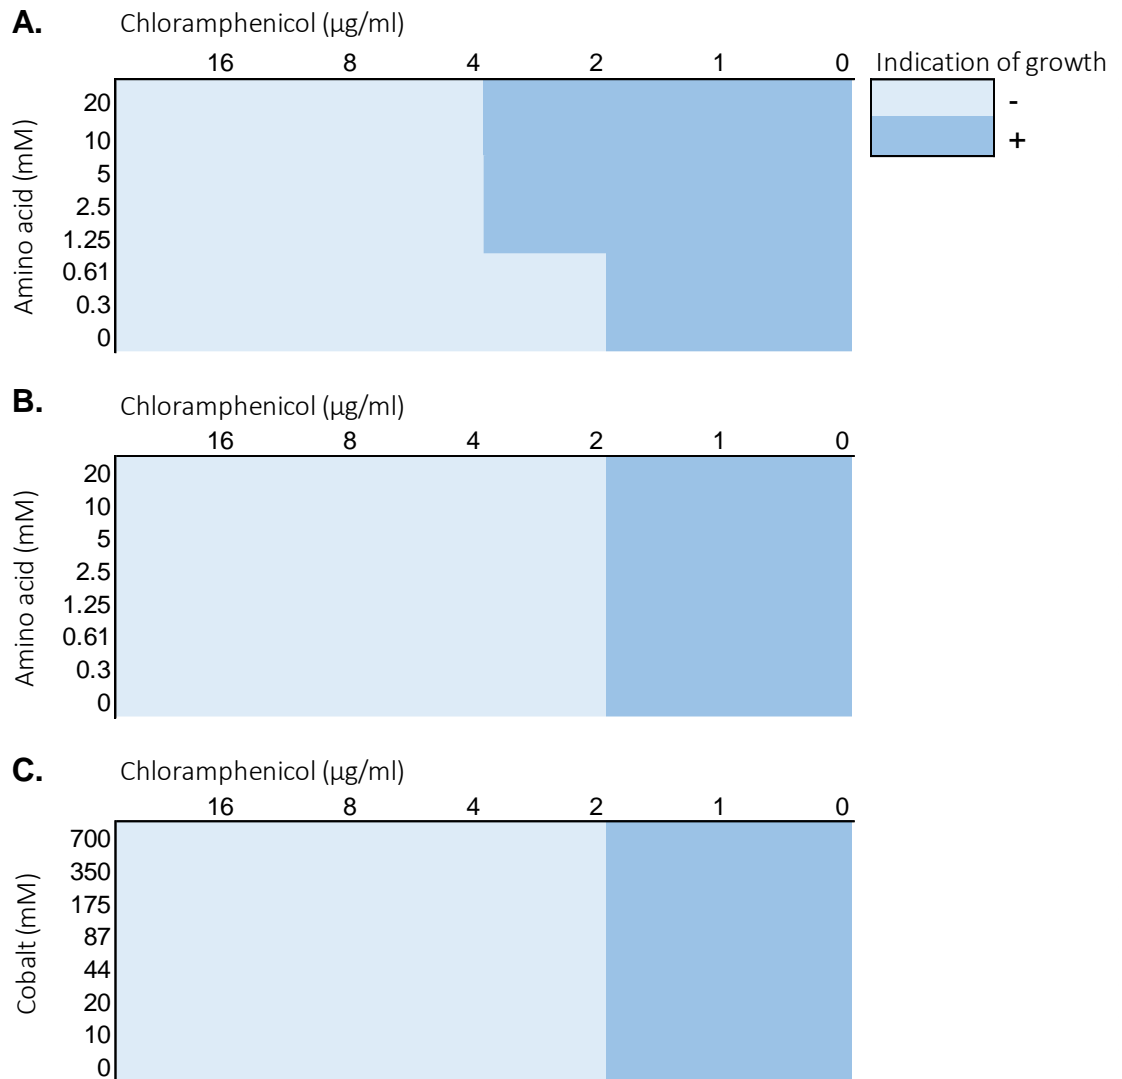 A.
Chloramphenicol (µg/ml)
16 8 4 2 1 0
Indication of growth
-
+
Amino acid (mM)
20
10
5
2.5
1.25
0.61
0.3
0
B.
Chloramphenicol (µg/ml)
16 8 4 2 1 0
Amino acid (mM)
20
10
5
2.5
1.25
0.61
0.3
0
C.
Chloramphenicol (µg/ml)
16 8 4 2 1 0
Cobalt (mM)
700
350
175
87
44
20
10
0